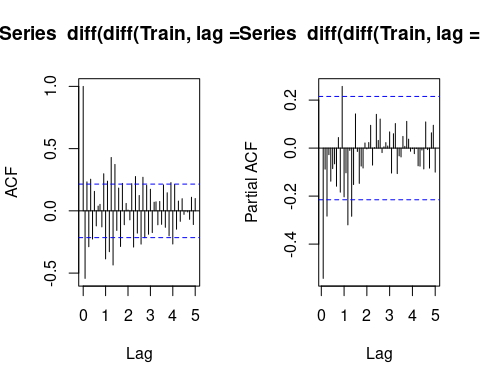 Series diff(diff(Train, lag =
Series diff(diff(Train, lag =
ACF
1.0
0.5
0.0
-0.5
0 1 2 3 4 5
Lag
Partial ACF
0.2
0.0
-0.2
-0.4
0 1 2 3 4 5
Lag